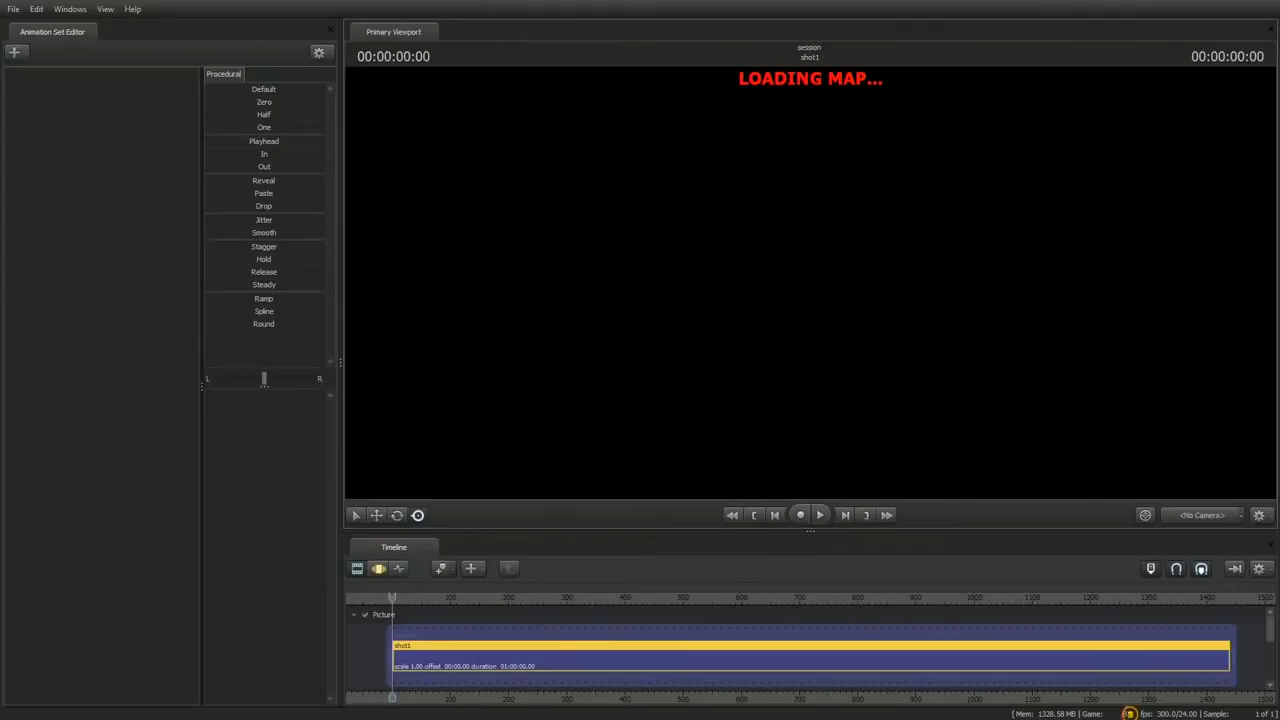 File Edit Windows View Help
Animation Set Editor
Primary Viewport
00:00:00:00
session
shot1
00:00:00:00
LOADING MAP...
Procedural
Default
Zero
Half
One
Playhead
In
Out
Reveal
Paste
Drop
Jitter
Smooth
Stagger
Hold
Release
Steady
Ramp
Spline
Round
L R
<No Camera>
Timeline
100 200 300 400 500 600 700 800 900 1000 1100 1200 1300 1400 1500
Picture
shot1
scale 1.00 offset 00:00.00 duration 01:00:00.00
100 200 300 400 500 600 700 800 900 1000 1100 1200 1300 1400 1500
[ Mem: 1328.58 MB | Game: fps: 300.0/24.00 | Sample: 1 of 1 ]